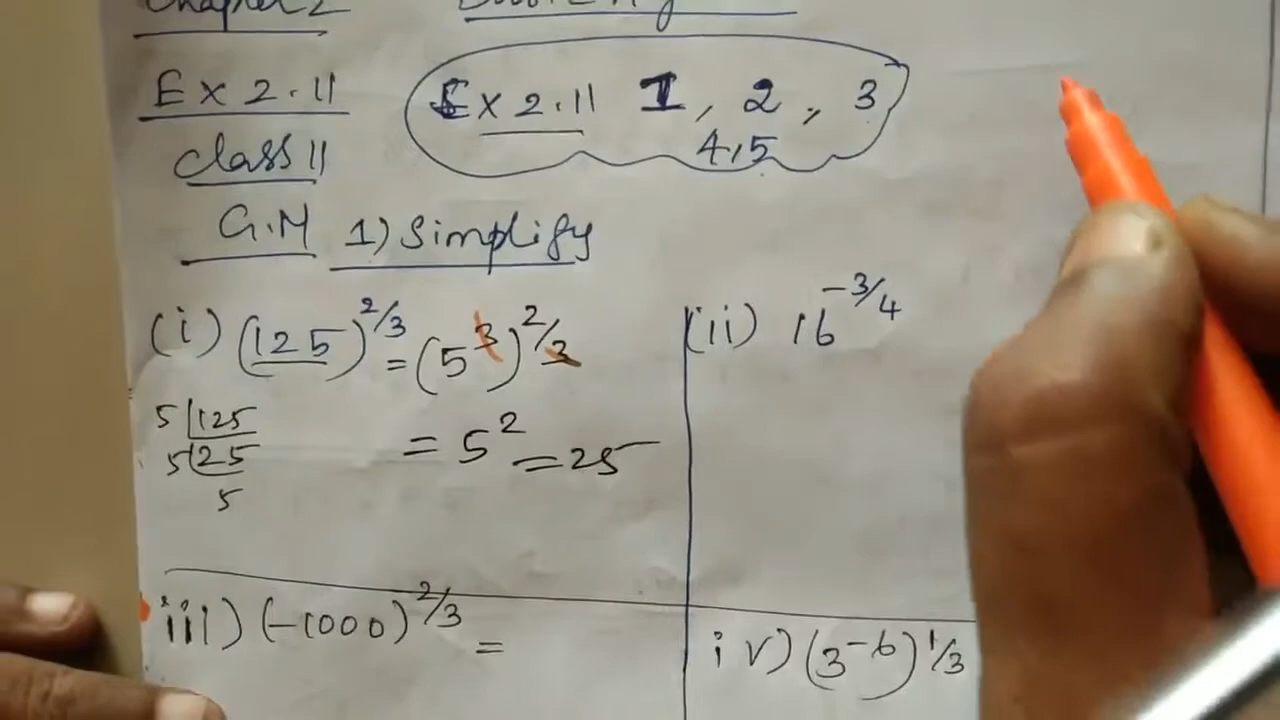 Chapter 2
Ex 2.11
Ex 2.11 1, 2, 3
4,5
Class 11
G.M 1) Simplify
(i) (125)^2/3 = (5^3)^2/3
5 125
5 25
5
= 5^2 = 25
(ii) 16^-3/4
iii) (-1000)^2/3 =
iv) (3^-6)^1/3